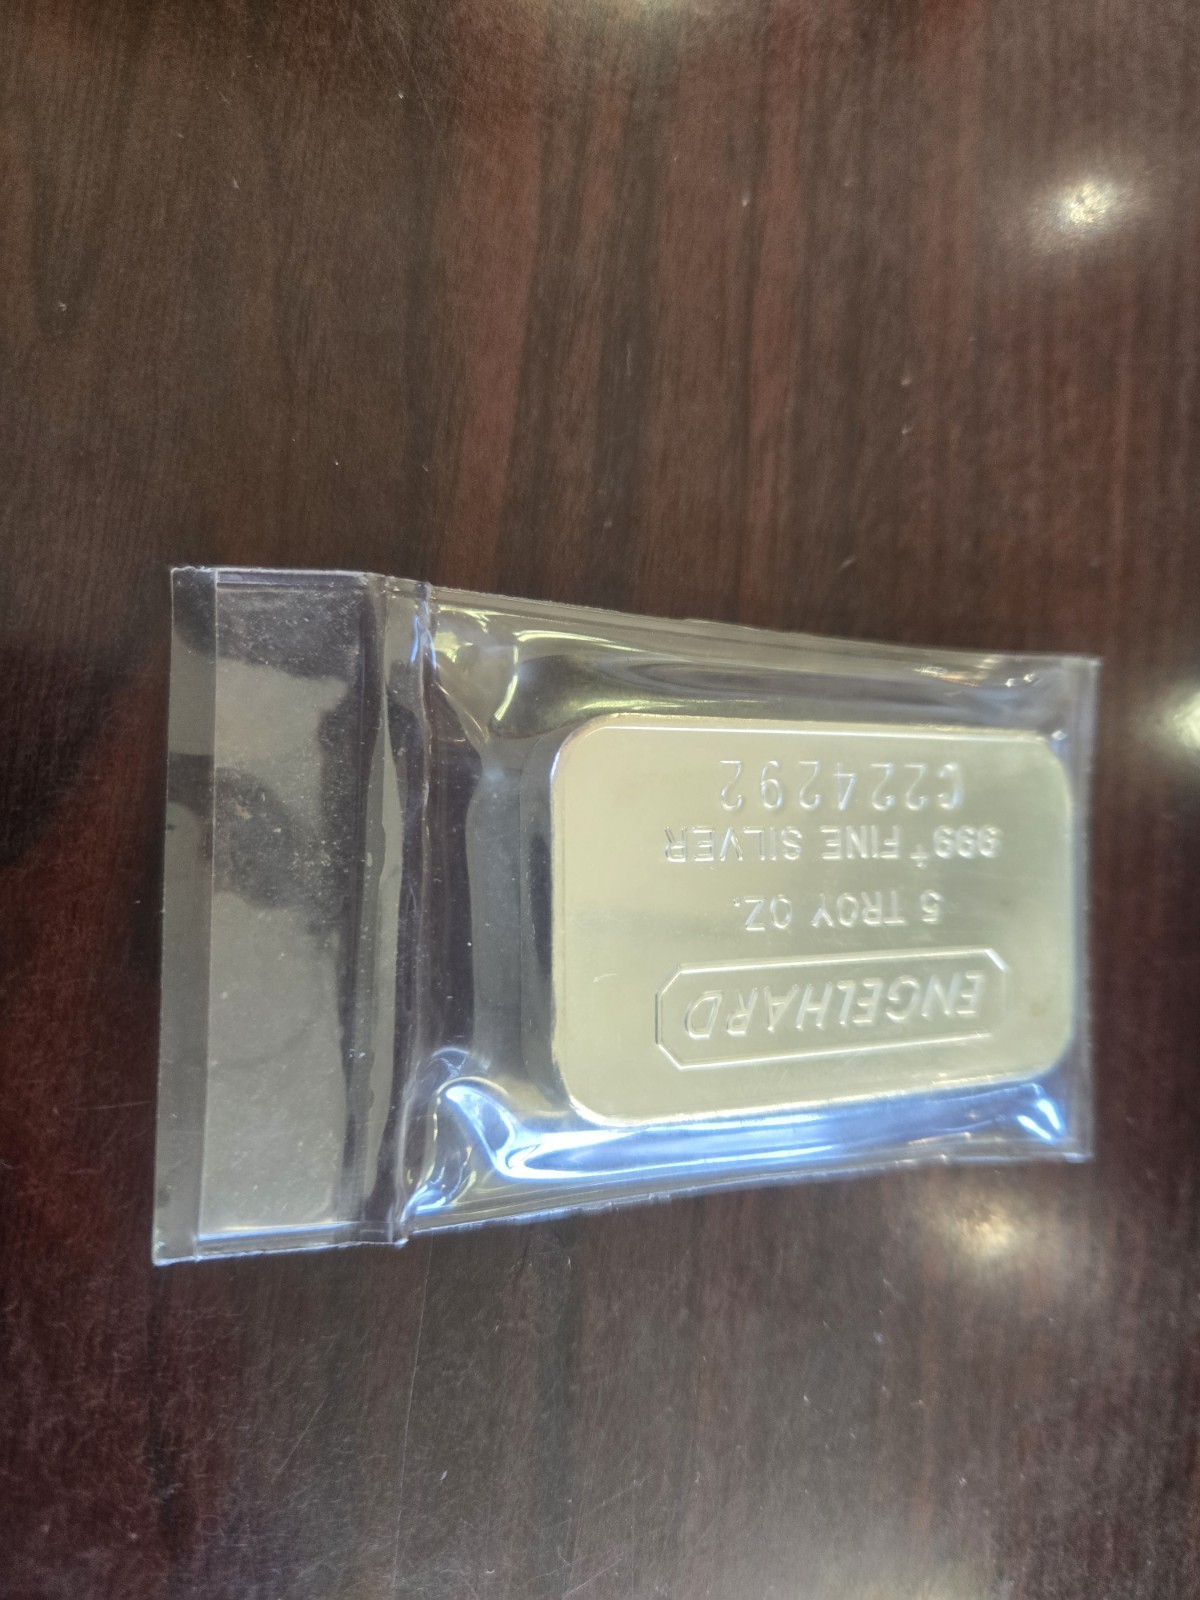 ENGELHARD
5 TROY OZ.
999+ FINE SILVER
C224292